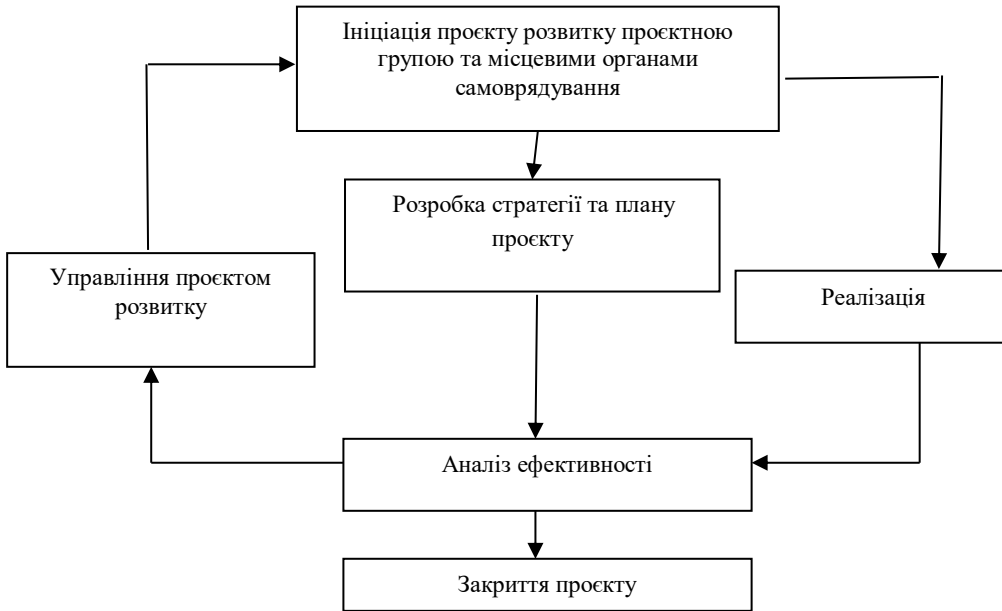 Ініціація проєкту розвитку проєктною
групою та місцевими органами
самоврядування
Розробка стратегії та плану
проєкту
Управління проєктом
розвитку
Реалізація
Аналіз ефективності
Закриття проєкту